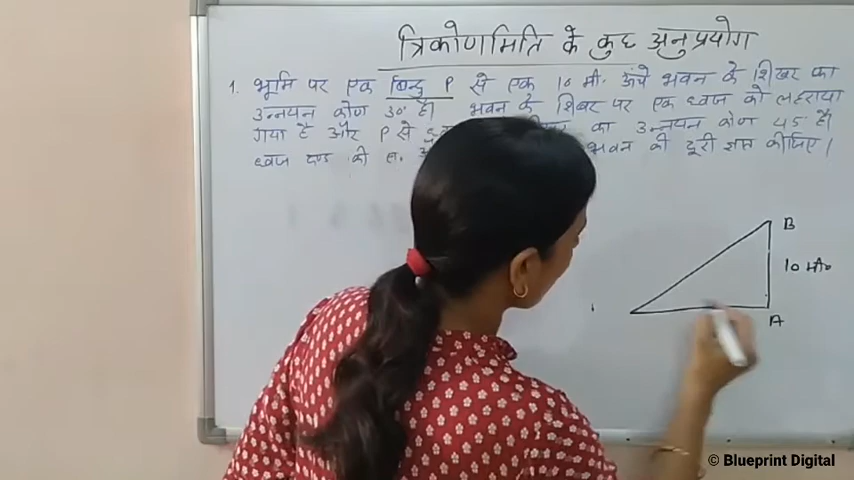 त्रिकोणमिति के कुछ अनुप्रयोग
1. भूमि पर एक बिन्दु P से एक 10 मी. ऊंचे भवन के शिखर का
उन्नयन कोण 30° है। भवन के शिखर पर एक ध्वज को लहराया
गया है और P से का उन्नयन कोण 45° है।
ध्वज दण्ड की ल. भवन की दूरी ज्ञात कीजिए।
B
10 मी०
A
© Blueprint Digital